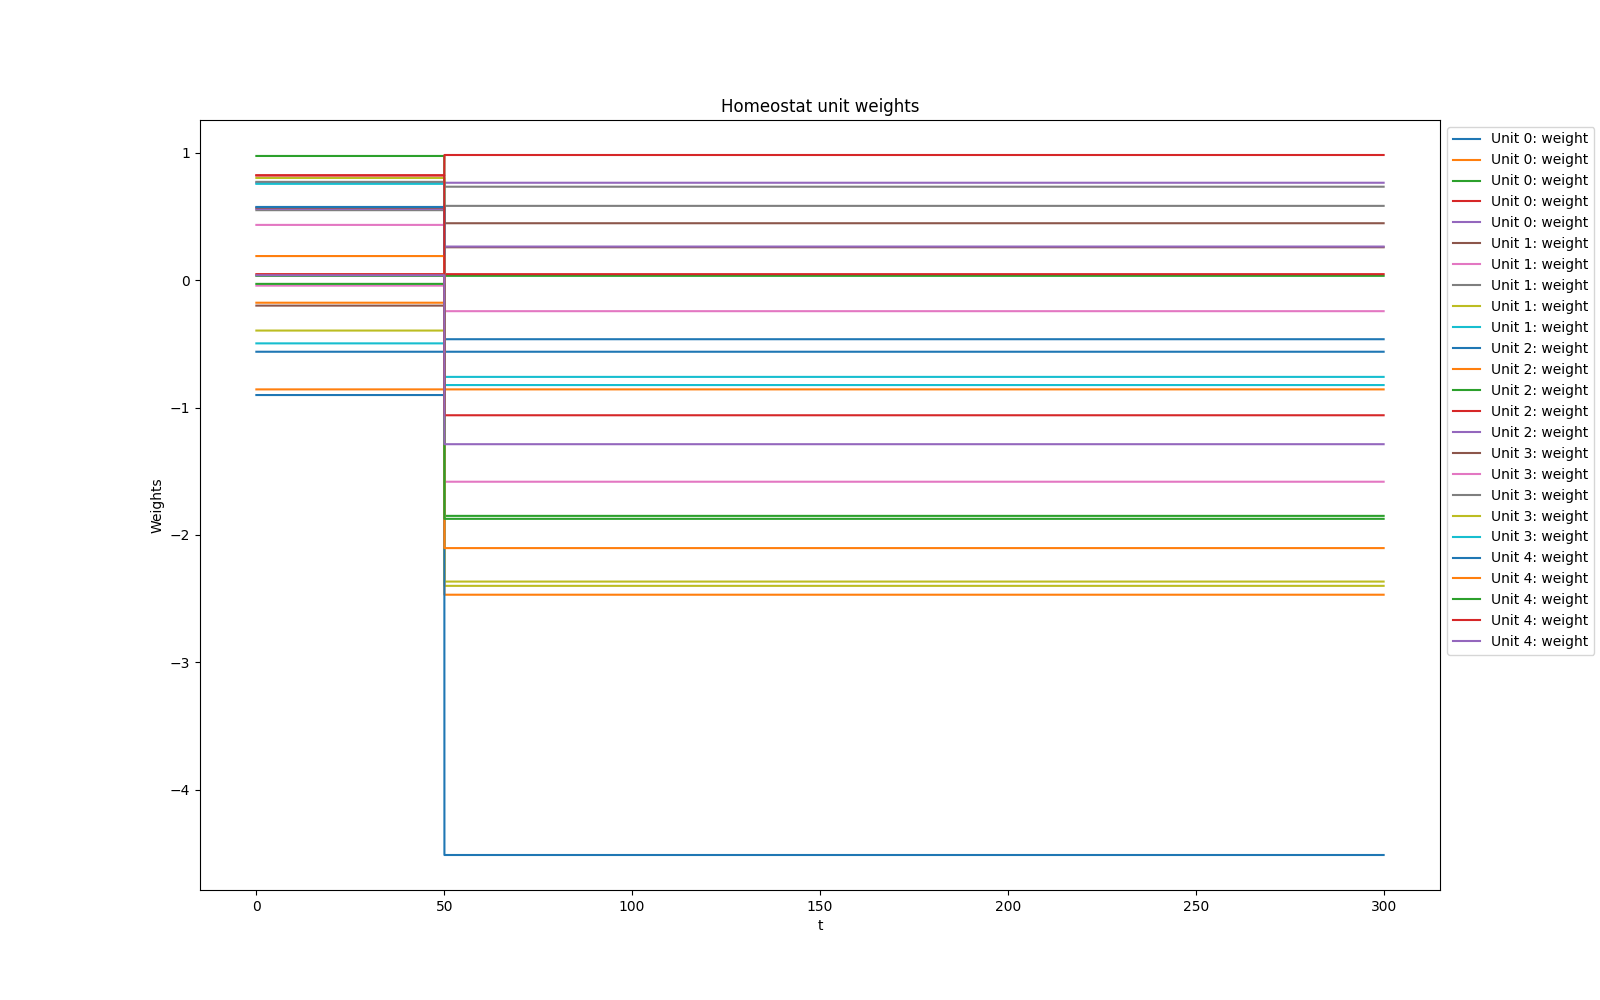 Homeostat unit weights
1
0
−1
−2
−3
−4
Weights
0
50
100
150
200
250
300
t
Unit 0: weight
Unit 0: weight
Unit 0: weight
Unit 0: weight
Unit 0: weight
Unit 1: weight
Unit 1: weight
Unit 1: weight
Unit 1: weight
Unit 1: weight
Unit 2: weight
Unit 2: weight
Unit 2: weight
Unit 2: weight
Unit 2: weight
Unit 3: weight
Unit 3: weight
Unit 3: weight
Unit 3: weight
Unit 3: weight
Unit 4: weight
Unit 4: weight
Unit 4: weight
Unit 4: weight
Unit 4: weight